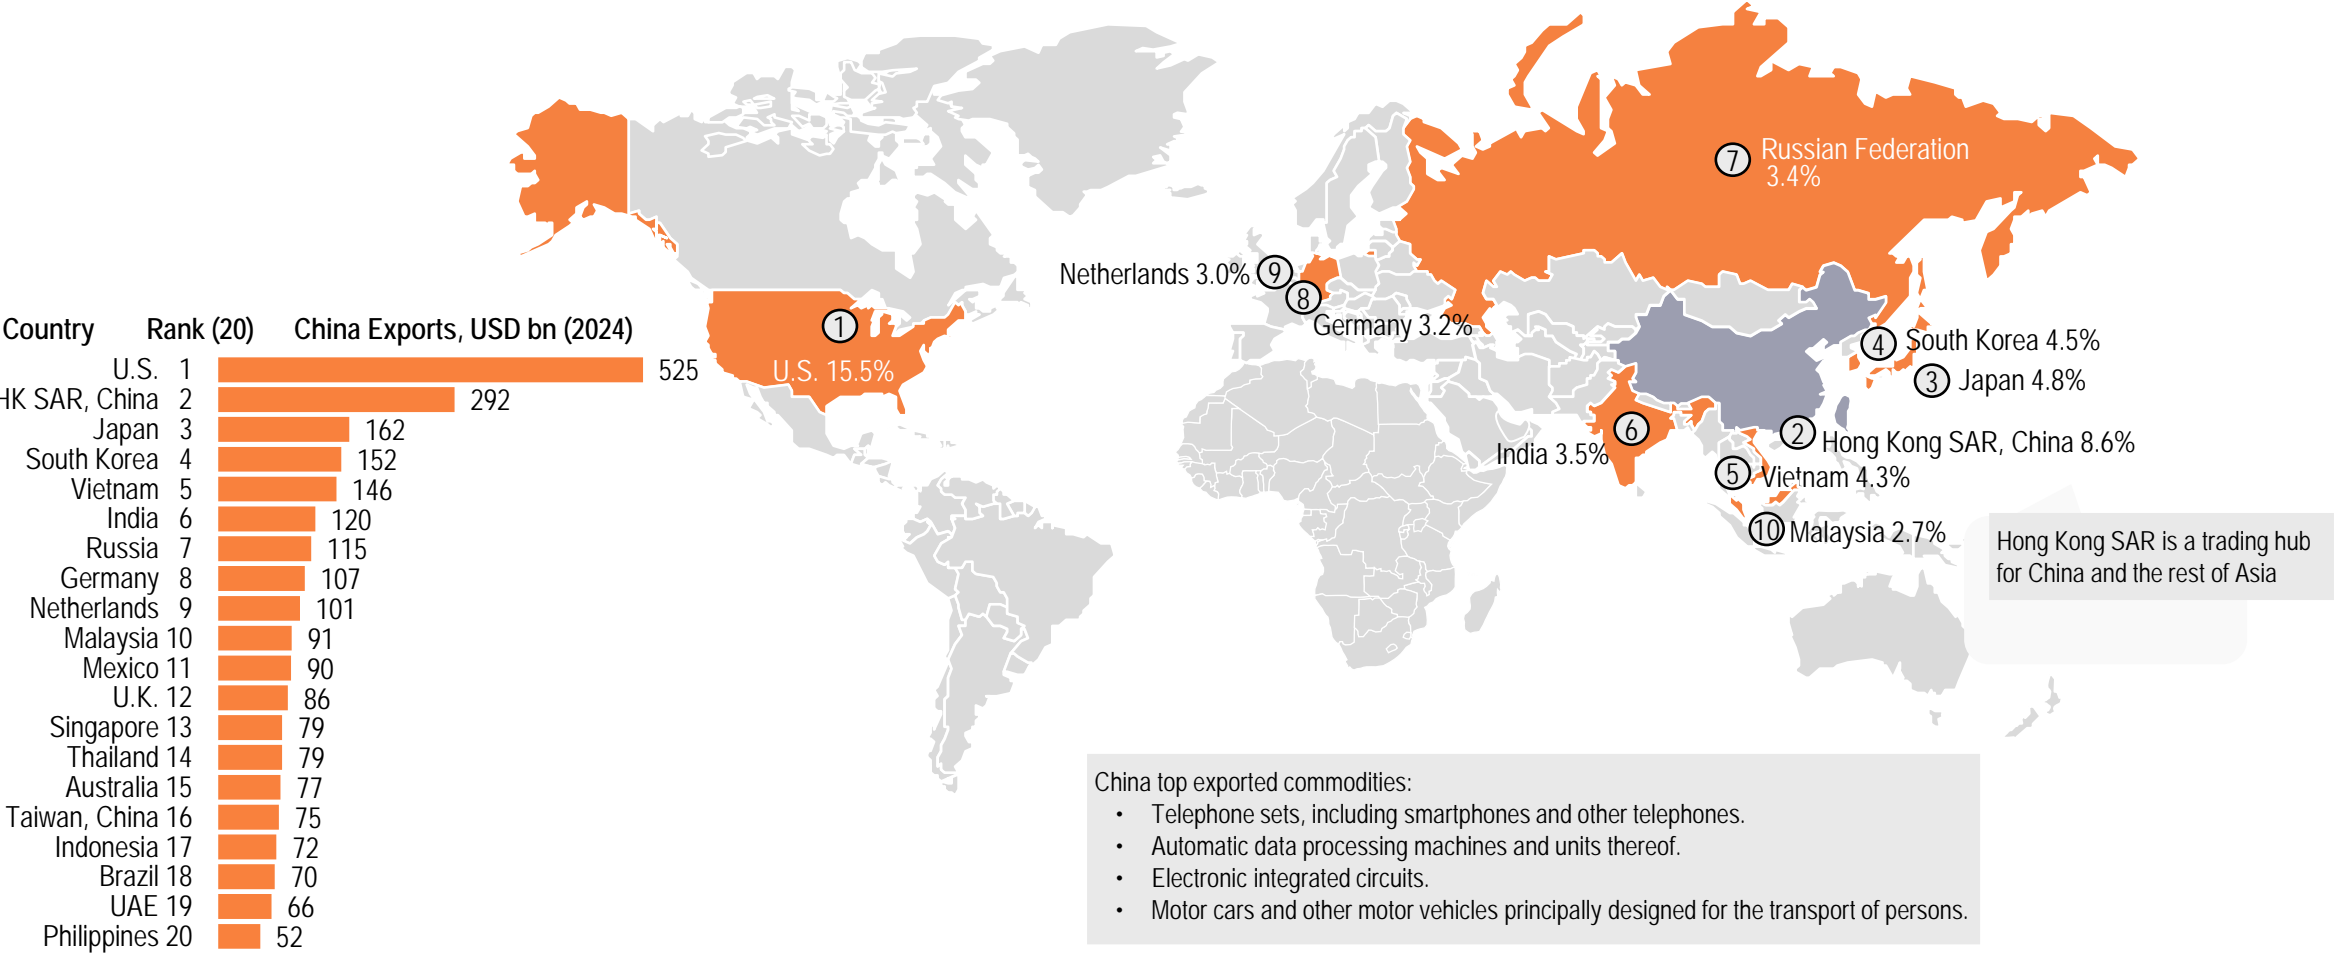 Country Rank (20) China Exports, USD bn (2024)
U.S. 1 525
HK SAR, China 2 292
Japan 3 162
South Korea 4 152
Vietnam 5 146
India 6 120
Russia 7 115
Germany 8 107
Netherlands 9 101
Malaysia 10 91
Mexico 11 90
U.K. 12 86
Singapore 13 79
Thailand 14 79
Australia 15 77
Taiwan, China 16 75
Indonesia 17 72
Brazil 18 70
UAE 19 66
Philippines 20 52
1
U.S. 15.5%
7 Russian Federation
3.4%
Netherlands 3.0% 9
8
Germany 3.2%
4 South Korea 4.5%
3 Japan 4.8%
6
India 3.5%
2 Hong Kong SAR, China 8.6%
5 Vietnam 4.3%
10 Malaysia 2.7%
Hong Kong SAR is a trading hub
for China and the rest of Asia
China top exported commodities:
• Telephone sets, including smartphones and other telephones.
• Automatic data processing machines and units thereof.
• Electronic integrated circuits.
• Motor cars and other motor vehicles principally designed for the transport of persons.